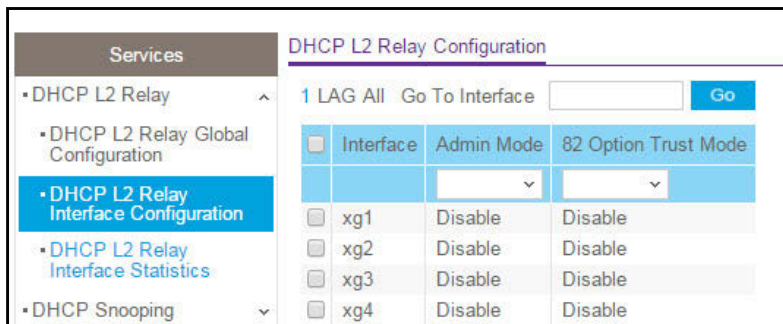 Services
DHCP L2 Relay
DHCP L2 Relay Global
Configuration
DHCP L2 Relay
Interface Configuration
DHCP L2 Relay
Interface Statistics
DHCP Snooping
DHCP L2 Relay Configuration
1 LAG All Go To Interface Go
Interface Admin Mode 82 Option Trust Mode
xg1 Disable Disable
xg2 Disable Disable
xg3 Disable Disable
xg4 Disable Disable